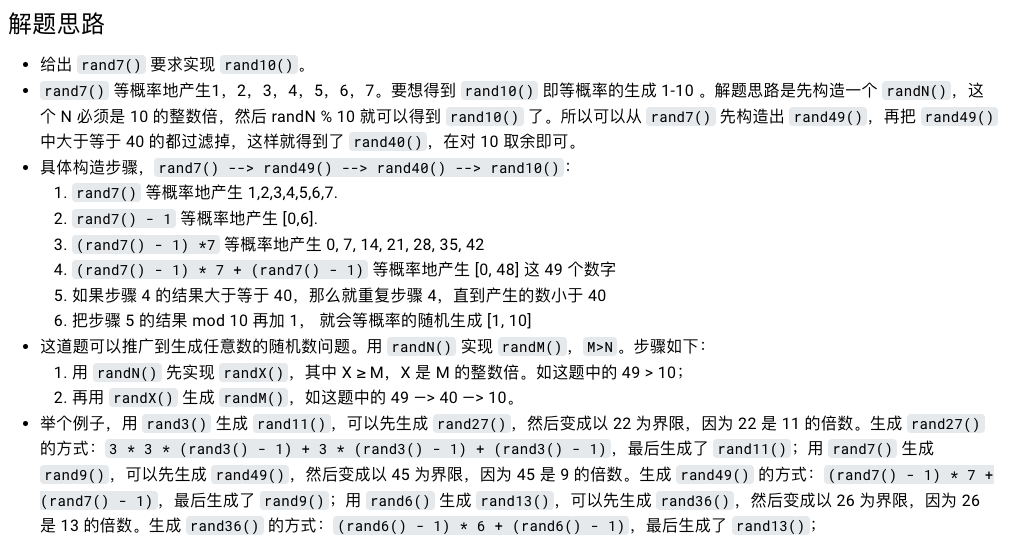 解题思路
• 给出 rand7() 要求实现 rand10() 。
• rand7() 等概率地产生1，2，3，4，5，6，7。要想得到 rand10() 即等概率的生成 1-10 。解题思路是先构造一个 randN()，这
个 N 必须是 10 的整数倍，然后 randN % 10 就可以得到 rand10() 了。所以可以从 rand7() 先构造出 rand49()，再把 rand49()
中大于等于 40 的都过滤掉，这样就得到了 rand40()，在对 10 取余即可。
• 具体构造步骤，rand7() --> rand49() --> rand40() --> rand10()：
1. rand7() 等概率地产生 1,2,3,4,5,6,7.
2. rand7() - 1 等概率地产生 [0,6].
3. (rand7() - 1) *7 等概率地产生 0, 7, 14, 21, 28, 35, 42
4. (rand7() - 1) * 7 + (rand7() - 1) 等概率地产生 [0, 48] 这 49 个数字
5. 如果步骤 4 的结果大于等于 40，那么就重复步骤 4，直到产生的数小于 40
6. 把步骤 5 的结果 mod 10 再加 1， 就会等概率的随机生成 [1, 10]
• 这道题可以推广到生成任意数的随机数问题。用 randN() 实现 randM()，M>N 。步骤如下：
1. 用 randN() 先实现 randX()，其中 X ≥ M，X 是 M 的整数倍。如这题中的 49 > 10；
2. 再用 randX() 生成 randM()，如这题中的 49 —> 40 —> 10。
• 举个例子，用 rand3() 生成 rand11()，可以先生成 rand27()，然后变成以 22 为界限，因为 22 是 11 的倍数。生成 rand27()
的方式：3 * 3 * (rand3() - 1) + 3 * (rand3() - 1) + (rand3() - 1)，最后生成了 rand11()；用 rand7() 生成
rand9()，可以先生成 rand49()，然后变成以 45 为界限，因为 45 是 9 的倍数。生成 rand49() 的方式：(rand7() - 1) * 7 +
(rand7() - 1)，最后生成了 rand9()；用 rand6() 生成 rand13()，可以先生成 rand36()，然后变成以 26 为界限，因为 26
是 13 的倍数。生成 rand36() 的方式：(rand6() - 1) * 6 + (rand6() - 1)，最后生成了 rand13()；